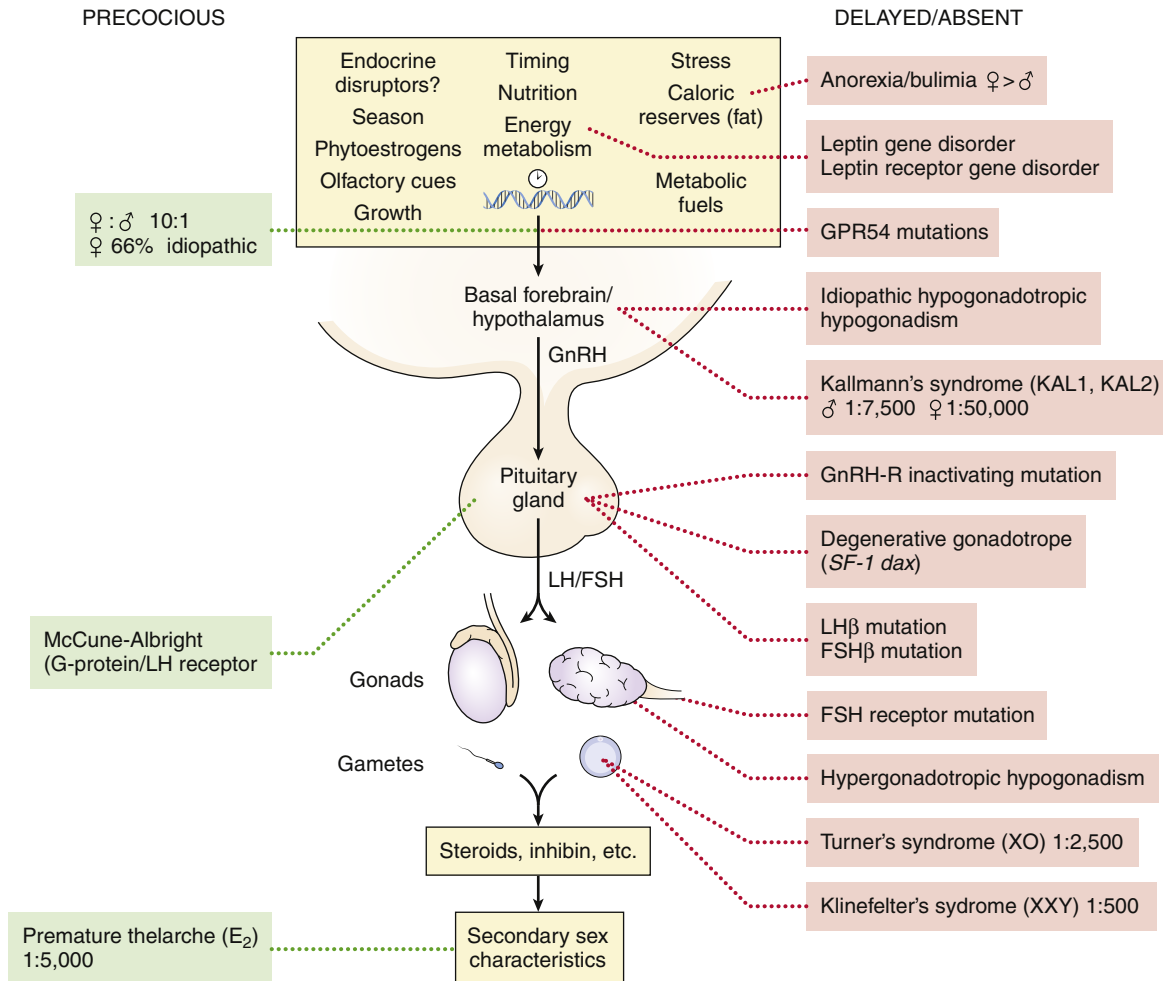 PRECOCIOUS
DELAYED/ABSENT
Endocrine
disruptors?
Season
Phytoestrogens
Olfactory cues
Growth
Timing
Nutrition
Energy
metabolism
Stress
Caloric
reserves (fat)
Metabolic
fuels
♀ : ♂ 10:1
♀ 66% idiopathic
Anorexia/bulimia ♀>♂
Leptin gene disorder
Leptin receptor gene disorder
GPR54 mutations
Basal forebrain/
hypothalamus
GnRH
Idiopathic hypogonadotropic
hypogonadism
Kallmann's syndrome (KAL1, KAL2)
♂ 1:7,500 ♀ 1:50,000
Pituitary
gland
GnRH-R inactivating mutation
Degenerative gonadotrope
(SF-1 dax)
LH/FSH
LHβ mutation
FSHβ mutation
McCune-Albright
(G-protein/LH receptor
Gonads
FSH receptor mutation
Gametes
Hypergonadotropic hypogonadism
Steroids, inhibin, etc.
Turner's syndrome (XO) 1:2,500
Klinefelter's sydrome (XXY) 1:500
Premature thelarche (E₂)
1:5,000
Secondary sex
characteristics